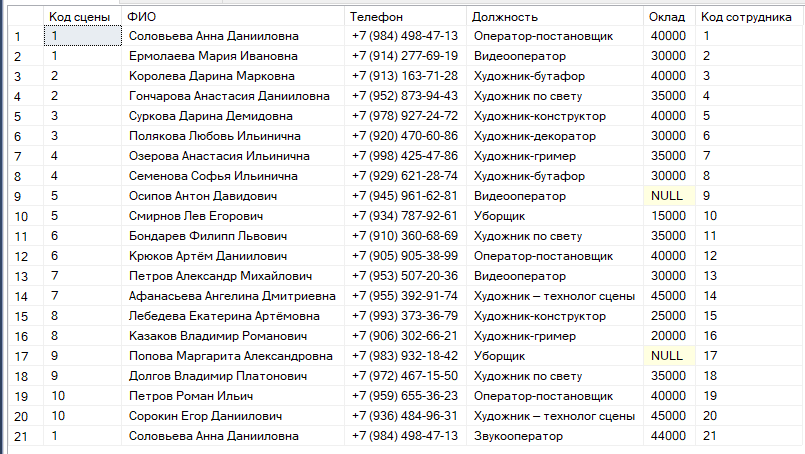 Код сцены ФИО Телефон Должность Оклад Код сотрудника
1 1 Соловьева Анна Данииловна +7 (984) 498-47-13 Оператор-постановщик 40000 1
2 1 Ермолаева Мария Ивановна +7 (914) 277-69-19 Видеооператор 30000 2
3 2 Королева Дарина Марковна +7 (913) 163-71-28 Художник-бутафор 40000 3
4 2 Гончарова Анастасия Данииловна +7 (952) 873-94-43 Художник по свету 35000 4
5 3 Суркова Дарина Демидовна +7 (978) 927-24-72 Художник-конструктор 40000 5
6 3 Полякова Любовь Ильинична +7 (920) 470-60-86 Художник-декоратор 30000 6
7 4 Озерова Анастасия Ильинична +7 (998) 425-47-86 Художник-гример 35000 7
8 4 Семенова Софья Ильинична +7 (929) 621-28-74 Художник-бутафор 30000 8
9 5 Осипов Антон Давидович +7 (945) 961-62-81 Видеооператор NULL 9
10 5 Смирнов Лев Егорович +7 (934) 787-92-61 Уборщик 15000 10
11 6 Бондарев Филипп Львович +7 (910) 360-68-69 Художник по свету 35000 11
12 6 Крюков Артём Даниилович +7 (905) 905-38-99 Оператор-постановщик 40000 12
13 7 Петров Александр Михайлович +7 (953) 507-20-36 Видеооператор 30000 13
14 7 Афанасьева Ангелина Дмитриевна +7 (955) 392-91-74 Художник – технолог сцены 45000 14
15 8 Лебедева Екатерина Артёмовна +7 (993) 373-36-79 Художник-конструктор 25000 15
16 8 Казаков Владимир Романович +7 (906) 302-66-21 Художник-гример 20000 16
17 9 Попова Маргарита Александровна +7 (983) 932-18-42 Уборщик NULL 17
18 9 Долгов Владимир Платонович +7 (972) 467-15-50 Художник по свету 35000 18
19 10 Петров Роман Ильич +7 (959) 655-36-23 Оператор-постановщик 40000 19
20 10 Сорокин Егор Даниилович +7 (936) 484-96-31 Художник – технолог сцены 45000 20
21 1 Соловьева Анна Данииловна +7 (984) 498-47-13 Звукооператор 44000 21